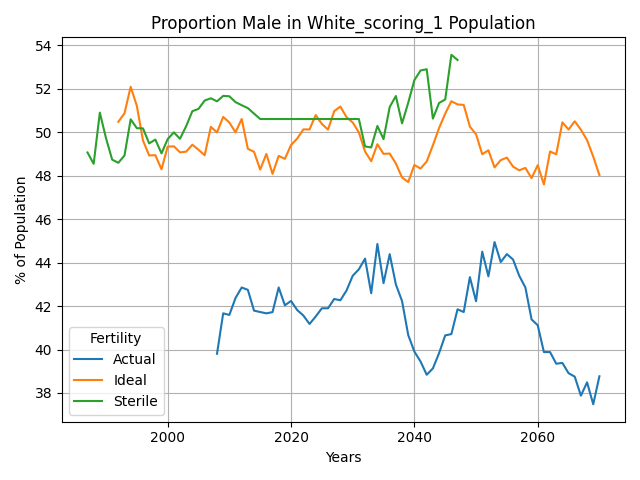 Proportion Male in White_scoring_1 Population
% of Population
54
52
50
48
46
44
42
40
38
Fertility
Actual
Ideal
Sterile
2000
2020
2040
2060
Years